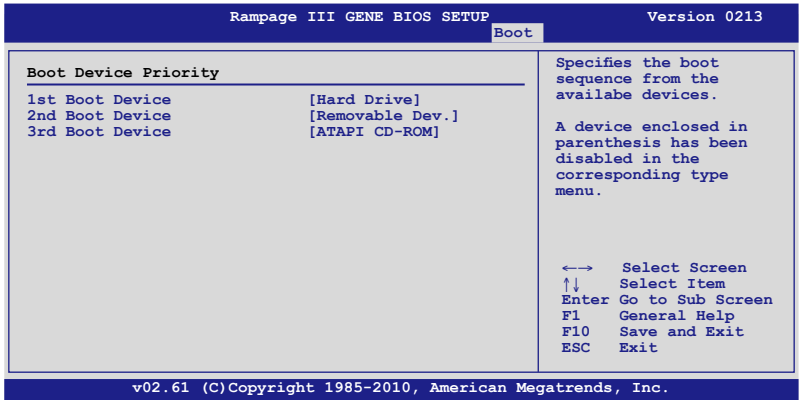 Rampage III GENE BIOS SETUP Version 0213
Boot
Boot Device Priority
1st Boot Device [Hard Drive]
2nd Boot Device [Removable Dev.]
3rd Boot Device [ATAPI CD-ROM]
Specifies the boot
sequence from the
availabe devices.
A device enclosed in
parenthesis has been
disabled in the
corresponding type
menu.
←→ Select Screen
↑↓ Select Item
Enter Go to Sub Screen
F1 General Help
F10 Save and Exit
ESC Exit
v02.61 (C)Copyright 1985-2010, American Megatrends, Inc.